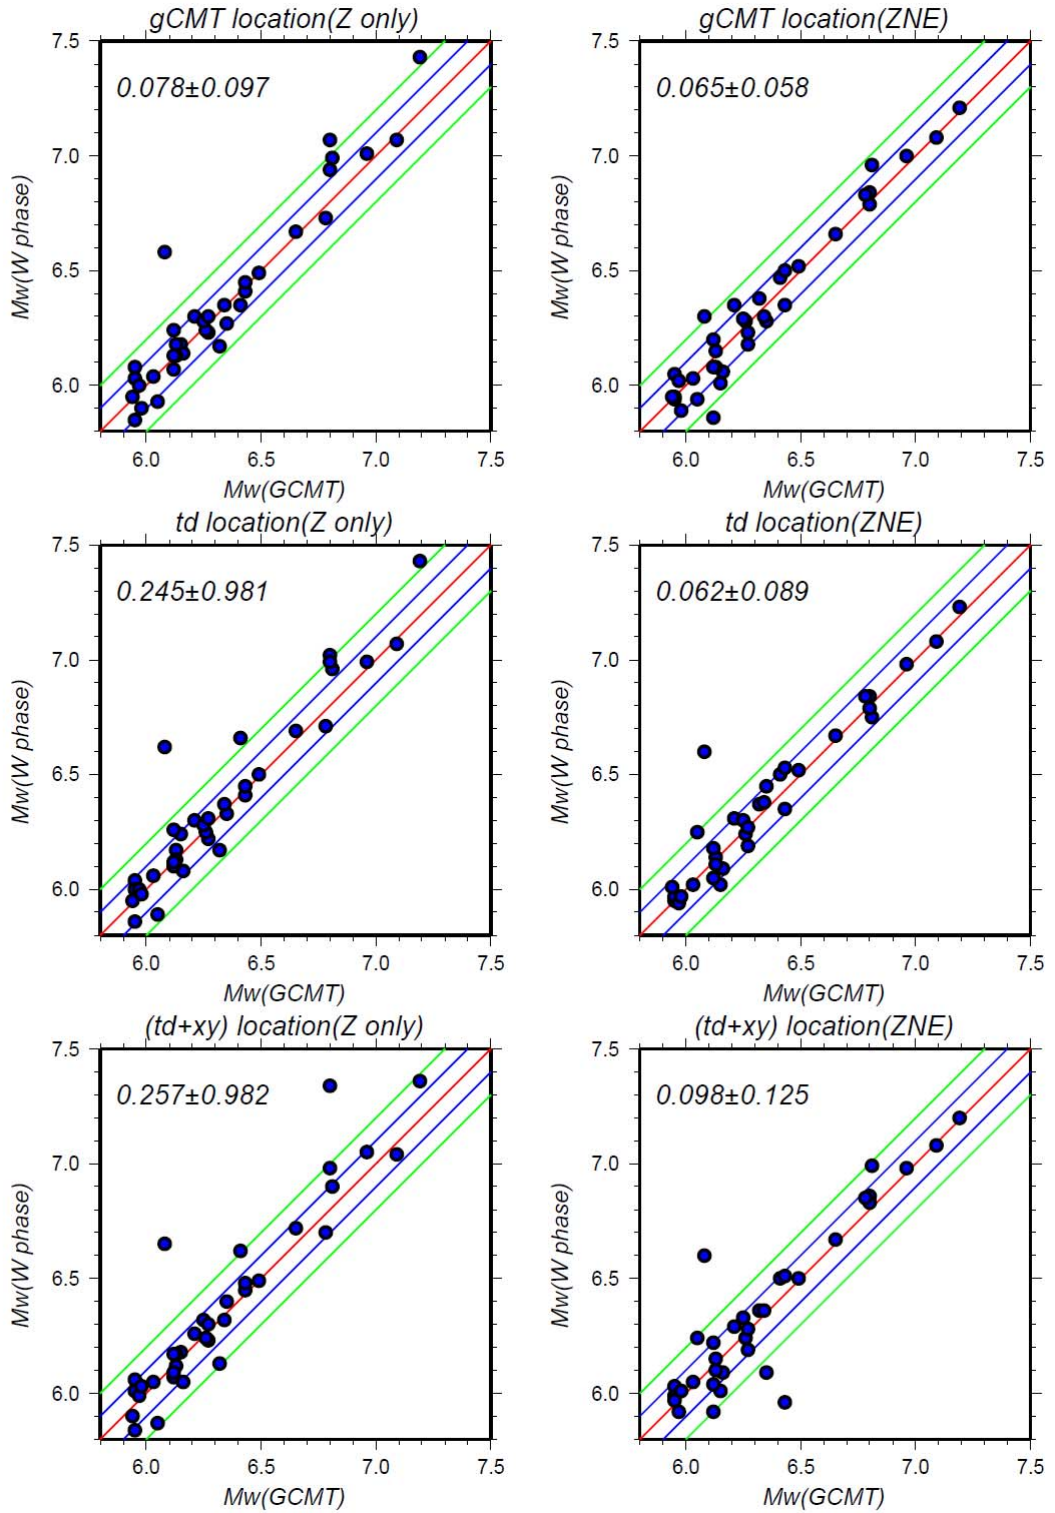 gCMT location(Z only)
7.5
0.078±0.097
7.0
Mw(W phase)
6.5
6.0
6.0 6.5 7.0 7.5
Mw(GCMT)
gCMT location(ZNE)
7.5
0.065±0.058
7.0
Mw(W phase)
6.5
6.0
6.0 6.5 7.0 7.5
Mw(GCMT)
td location(Z only)
7.5
0.245±0.981
7.0
Mw(W phase)
6.5
6.0
6.0 6.5 7.0 7.5
Mw(GCMT)
td location(ZNE)
7.5
0.062±0.089
7.0
Mw(W phase)
6.5
6.0
6.0 6.5 7.0 7.5
Mw(GCMT)
(td+xy) location(Z only)
7.5
0.257±0.982
7.0
Mw(W phase)
6.5
6.0
6.0 6.5 7.0 7.5
Mw(GCMT)
(td+xy) location(ZNE)
7.5
0.098±0.125
7.0
Mw(W phase)
6.5
6.0
6.0 6.5 7.0 7.5
Mw(GCMT)